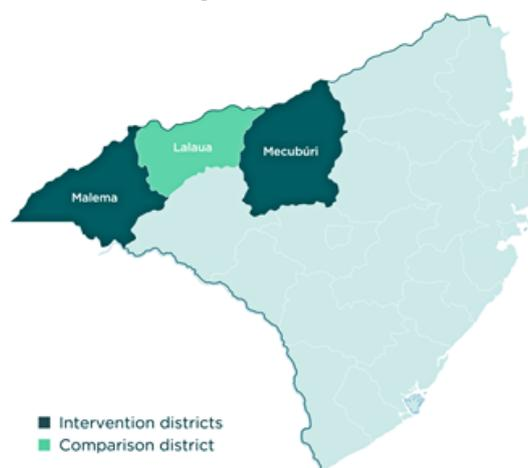 Lalaua
Mecubúri
Malema
Intervention districts
Comparison district